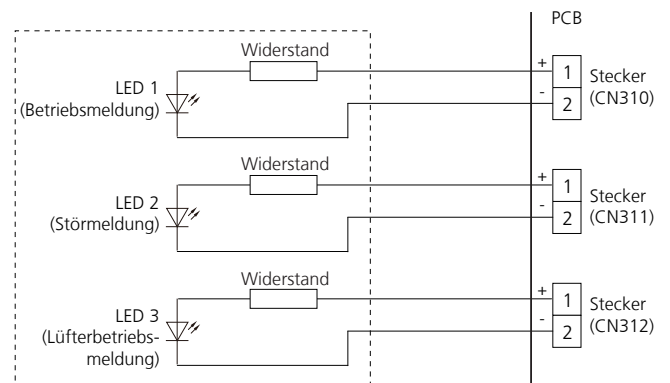 PCB
Widerstand
LED 1
(Betriebsmeldung)
+
1
-
2
Stecker
(CN310)
Widerstand
LED 2
(Störmeldung)
+
1
-
2
Stecker
(CN311)
Widerstand
LED 3
(Lüfterbetriebs-
meldung)
+
1
-
2
Stecker
(CN312)